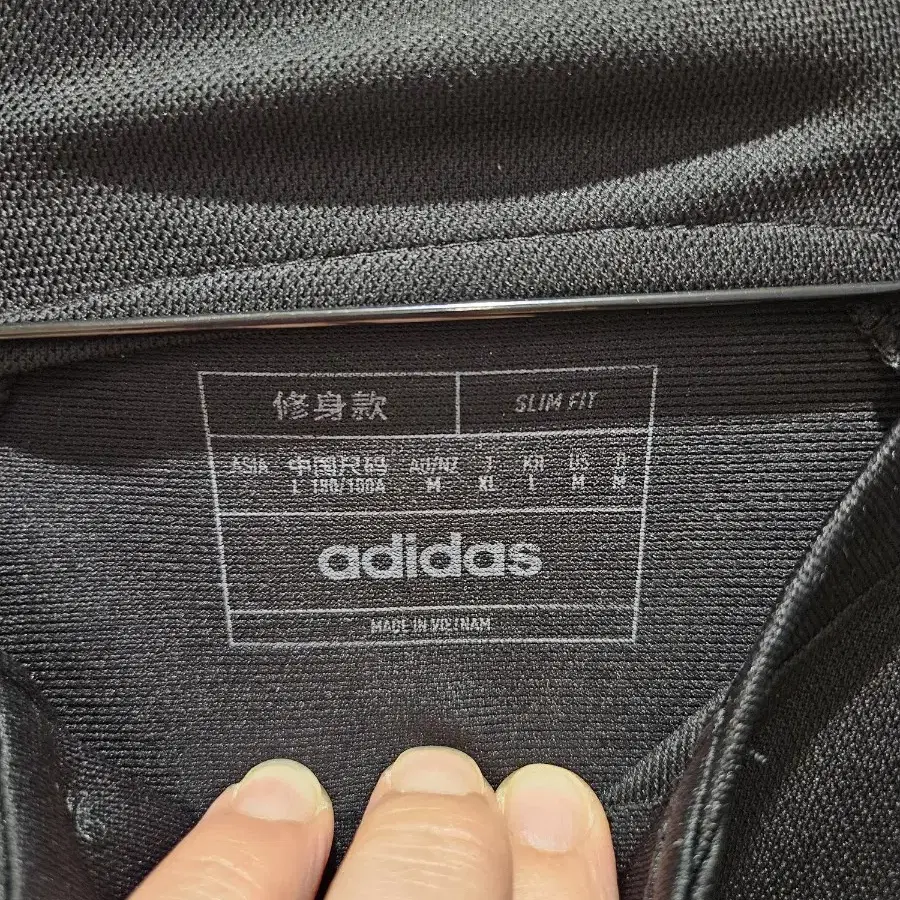 修身款 SLIM FIT
ASIA 中国尺码 AU/NZ J KR US D
L 180/100A M XL L M M
adidas
MADE IN VIETNAM